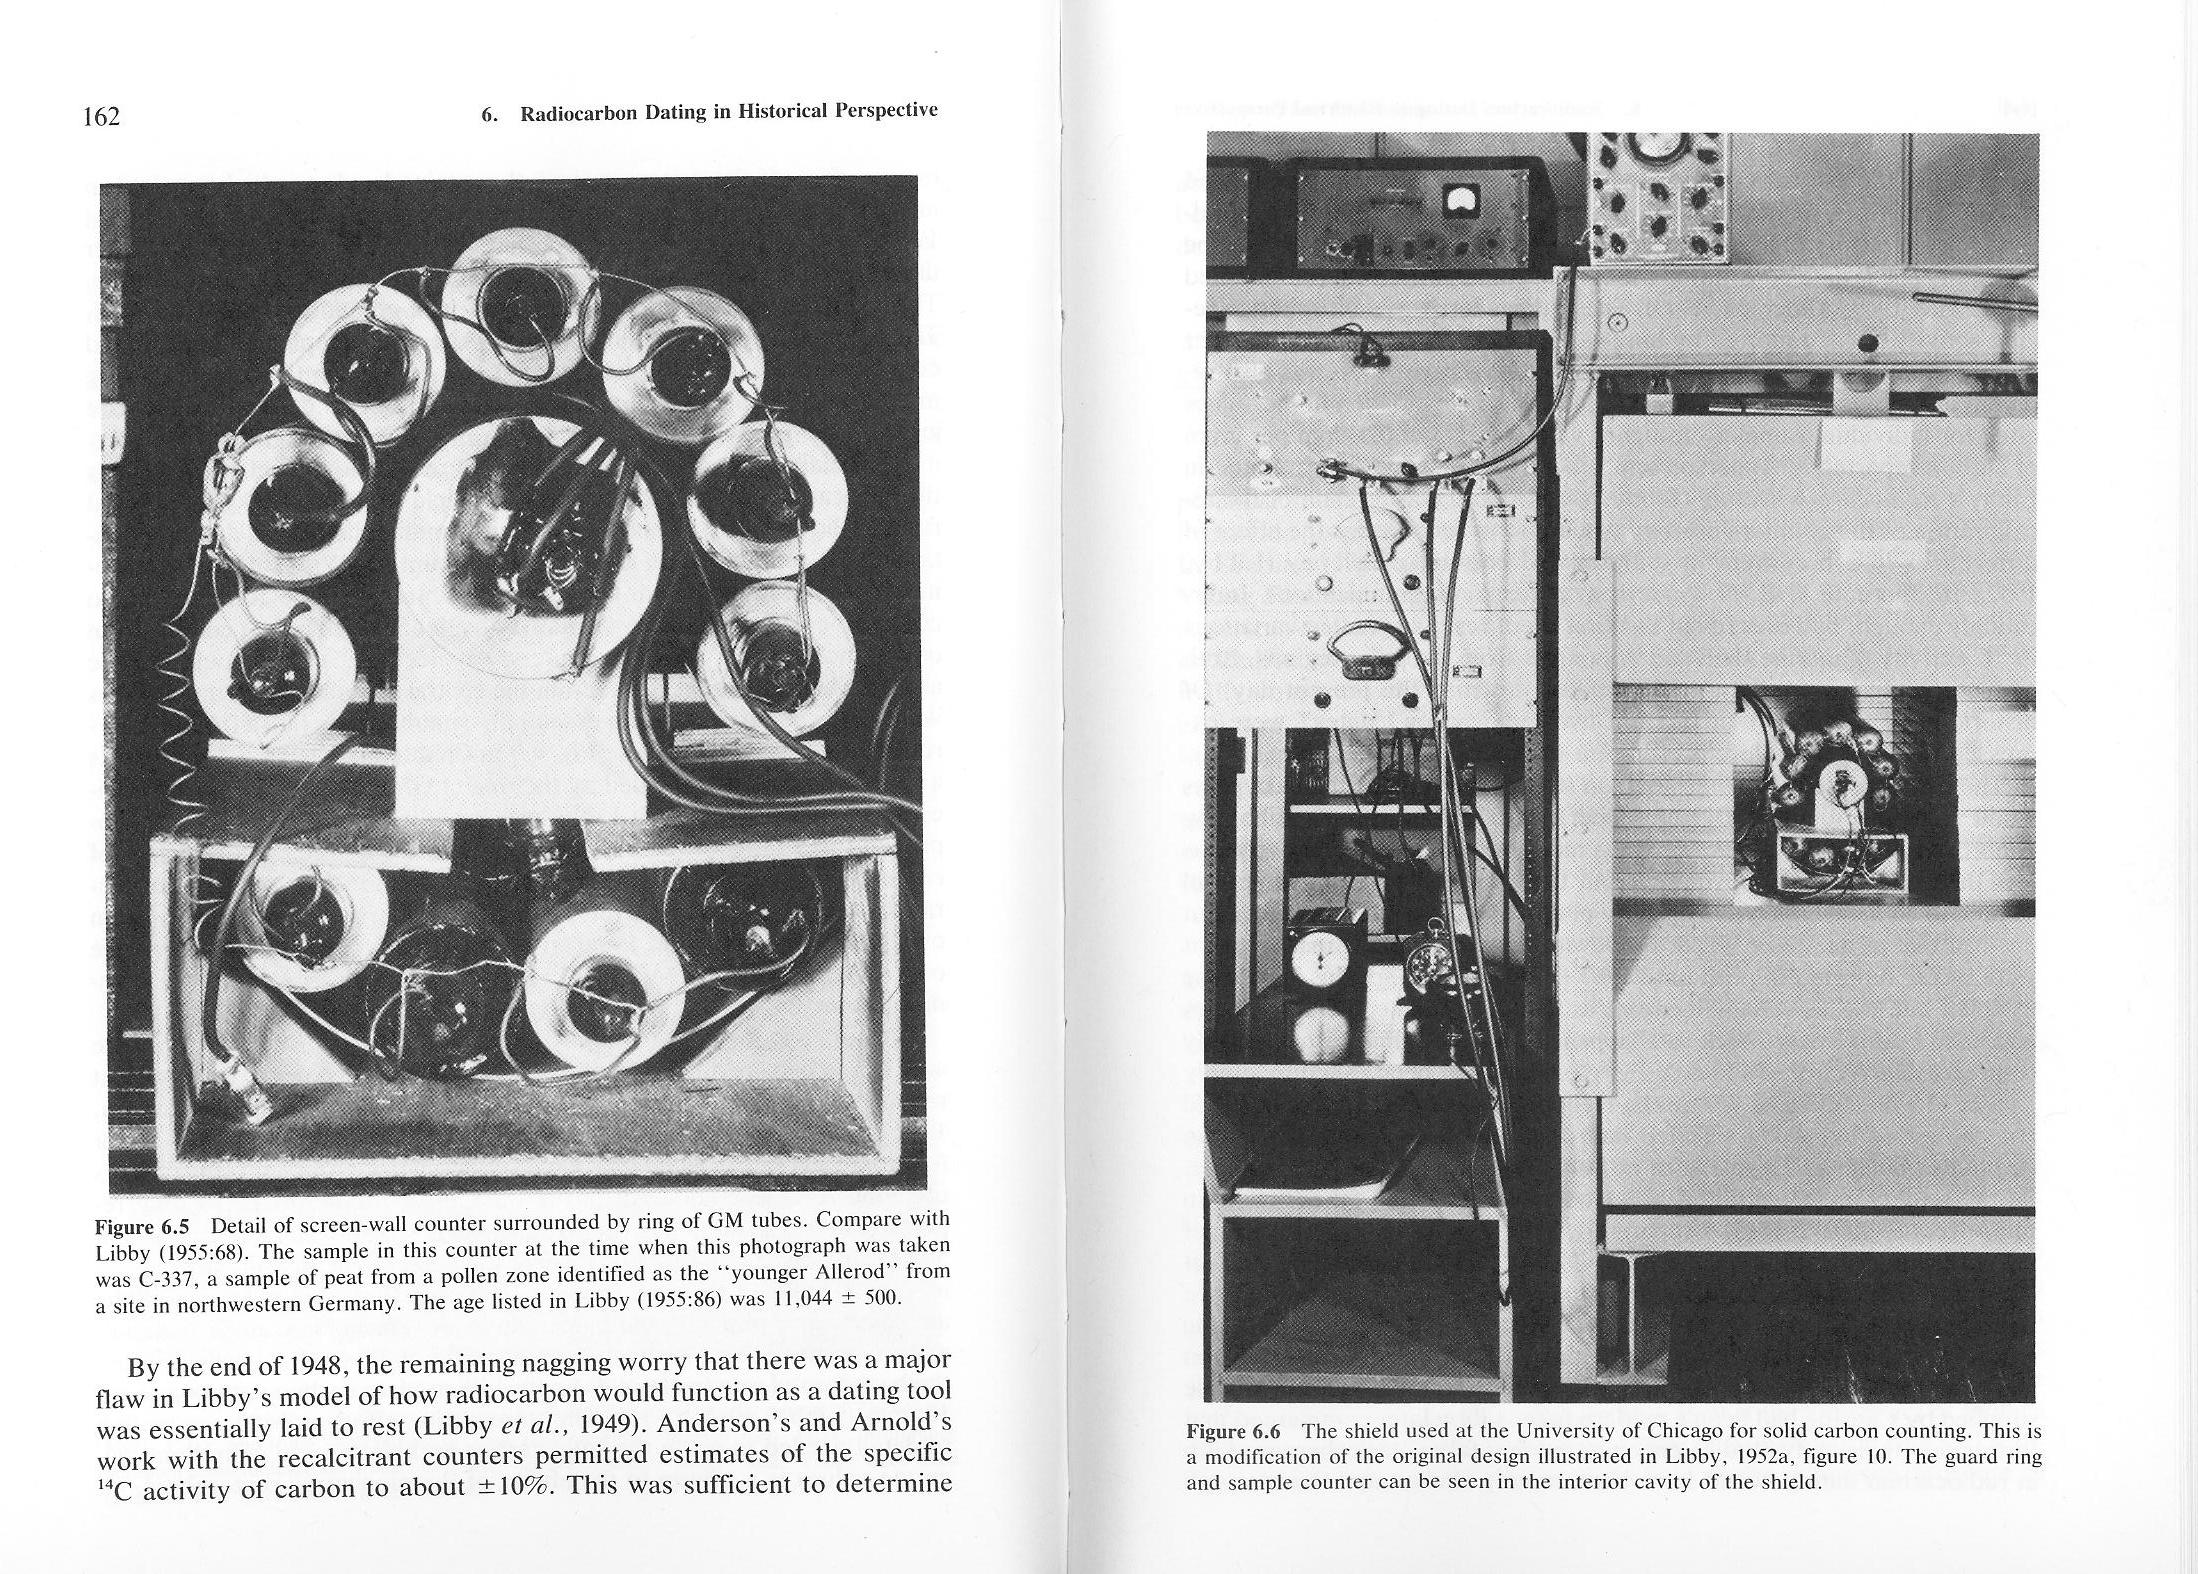 162
6. Radiocarbon Dating in Historical Perspective
Figure 6.5 Detail of screen-wall counter surrounded by ring of GM tubes. Compare with
Libby (1955:68). The sample in this counter at the time when this photograph was taken
was C-337, a sample of peat from a pollen zone identified as the “younger Allerod” from
a site in northwestern Germany. The age listed in Libby (1955:86) was 11,044 ± 500.
By the end of 1948, the remaining nagging worry that there was a major
flaw in Libby’s model of how radiocarbon would function as a dating tool
was essentially laid to rest (Libby et al., 1949). Anderson’s and Arnold’s
work with the recalcitrant counters permitted estimates of the specific
¹⁴C activity of carbon to about ±10%. This was sufficient to determine
Figure 6.6 The shield used at the University of Chicago for solid carbon counting. This is
a modification of the original design illustrated in Libby, 1952a, figure 10. The guard ring
and sample counter can be seen in the interior cavity of the shield.